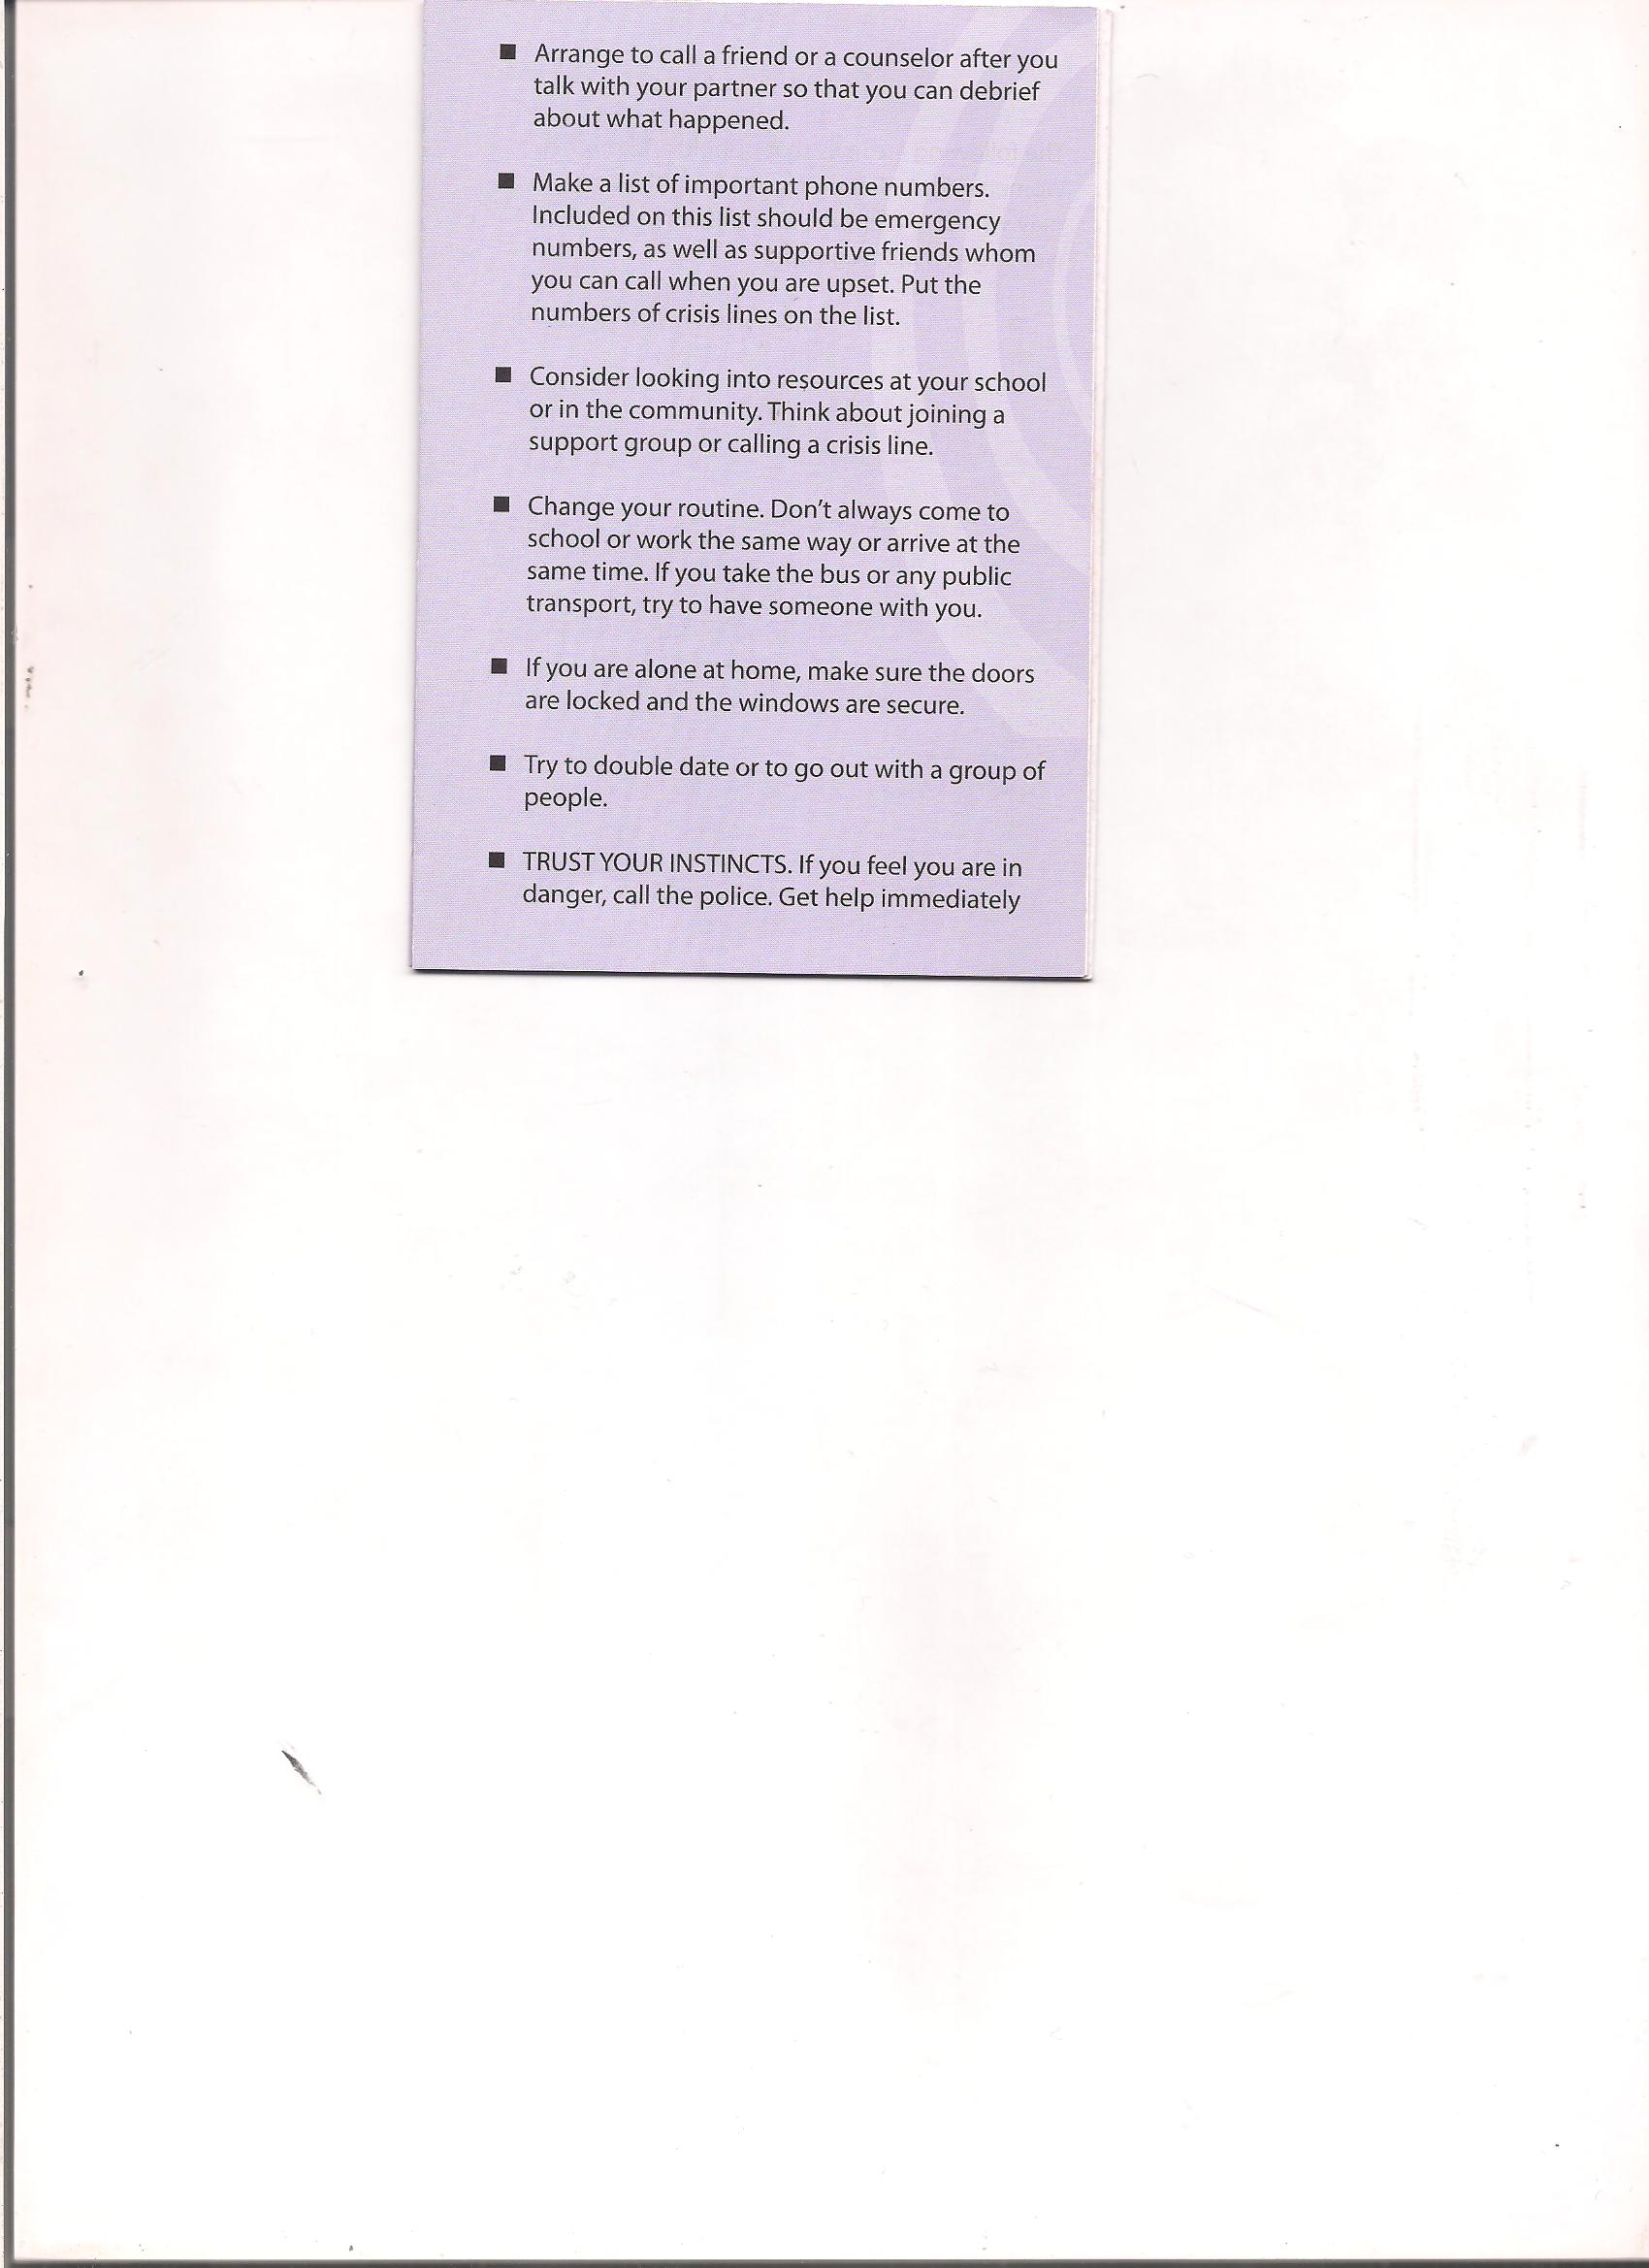 ■ Arrange to call a friend or a counselor after you
talk with your partner so that you can debrief
about what happened.
■ Make a list of important phone numbers.
Included on this list should be emergency
numbers, as well as supportive friends whom
you can call when you are upset. Put the
numbers of crisis lines on the list.
■ Consider looking into resources at your school
or in the community. Think about joining a
support group or calling a crisis line.
■ Change your routine. Don't always come to
school or work the same way or arrive at the
same time. If you take the bus or any public
transport, try to have someone with you.
■ If you are alone at home, make sure the doors
are locked and the windows are secure.
■ Try to double date or to go out with a group of
people.
■ TRUST YOUR INSTINCTS. If you feel you are in
danger, call the police. Get help immediately